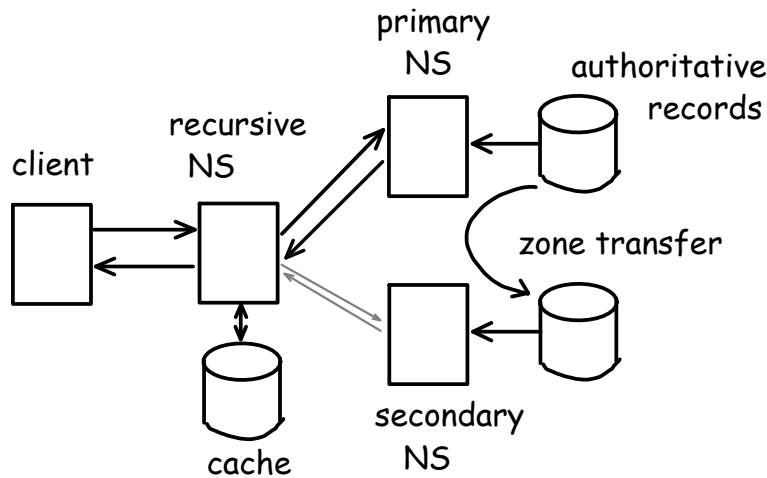 primary
NS
authoritative
records
recursive
NS
client
zone transfer
secondary
NS
cache